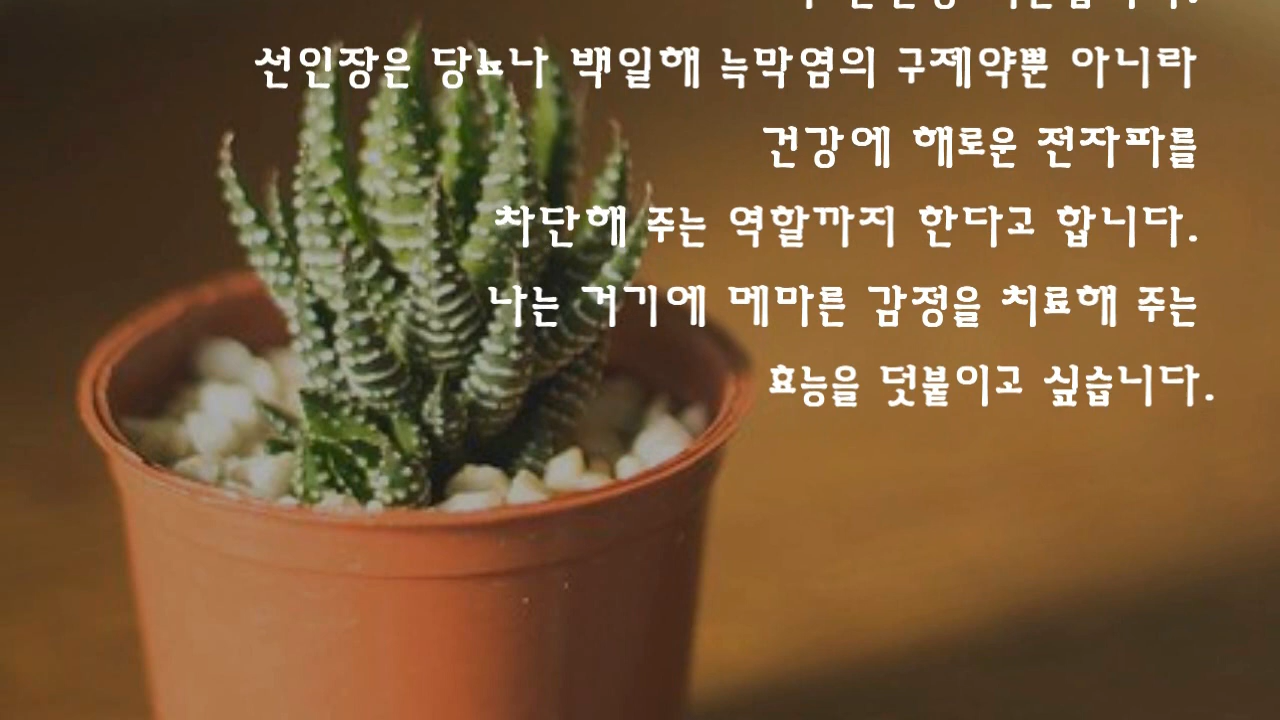 선인장은 당뇨나 백일해 늑막염의 구제약뿐 아니라
건강에 해로운 전자파를
차단해 주는 역할까지 한다고 합니다.
나는 거기에 메마른 감정을 치료해 주는
효능을 덧붙이고 싶습니다.